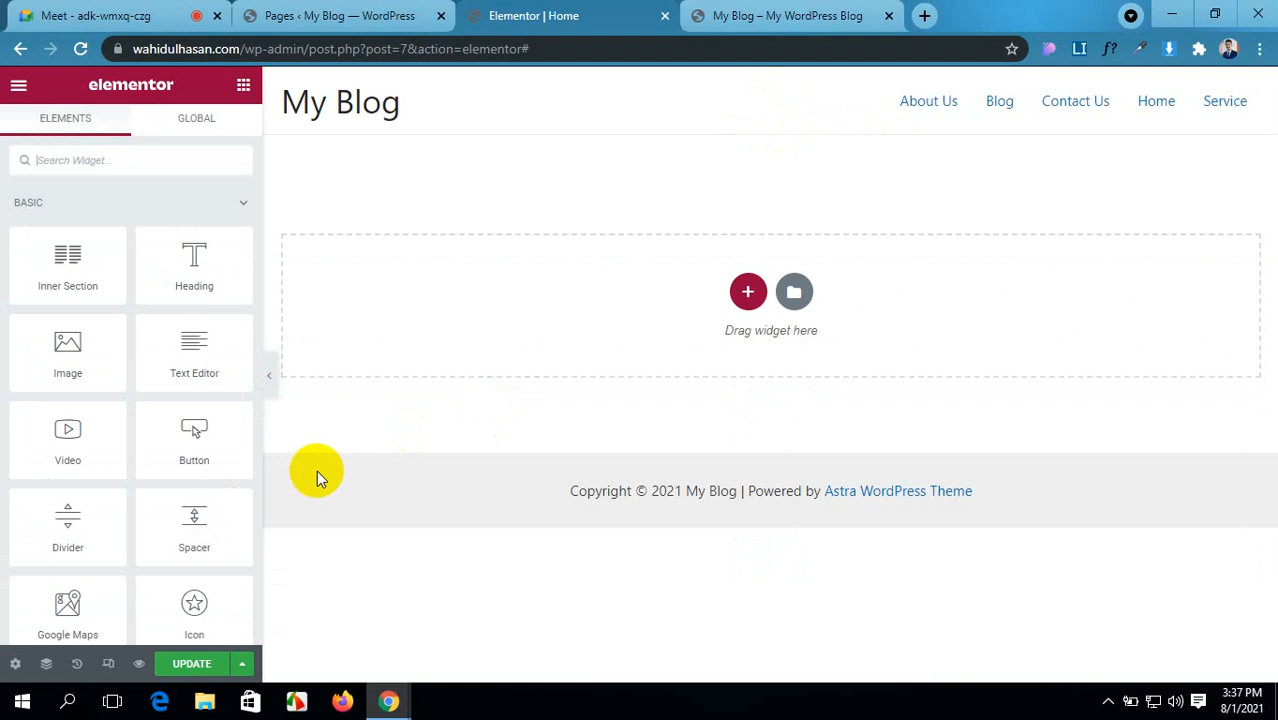 Meet - adk-wmxq-czg
Pages ‹ My Blog — WordPress
Elementor | Home
My Blog – My WordPress Blog
wahidulhasan.com/wp-admin/post.php?post=7&action=elementor#
elementor
ELEMENTS
GLOBAL
Search Widget...
BASIC
Inner Section
Heading
Image
Text Editor
Video
Button
Divider
Spacer
Google Maps
Icon
UPDATE
My Blog
About Us
Blog
Contact Us
Home
Service
Drag widget here
Copyright © 2021 My Blog | Powered by Astra WordPress Theme
3:37 PM
8/1/2021